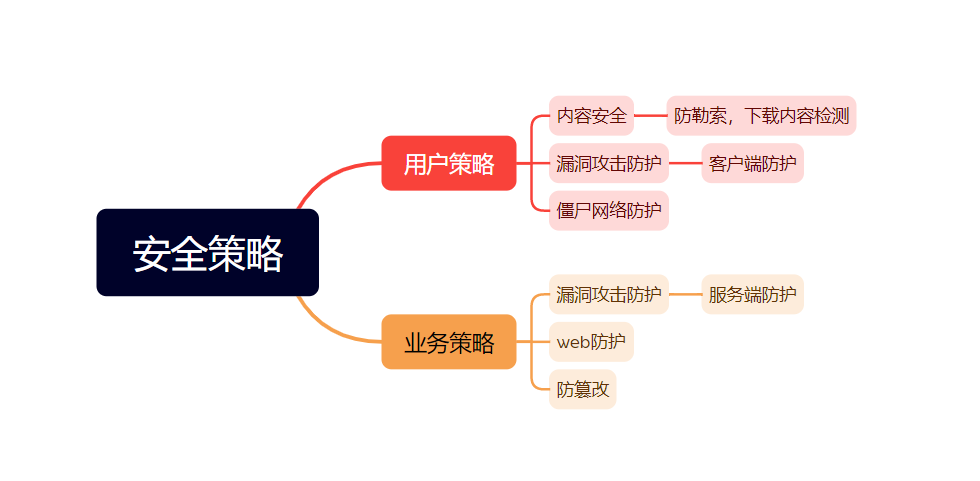 安全策略
用户策略
内容安全
防勒索，下载内容检测
漏洞攻击防护
客户端防护
僵尸网络防护
业务策略
漏洞攻击防护
服务端防护
web防护
防篡改